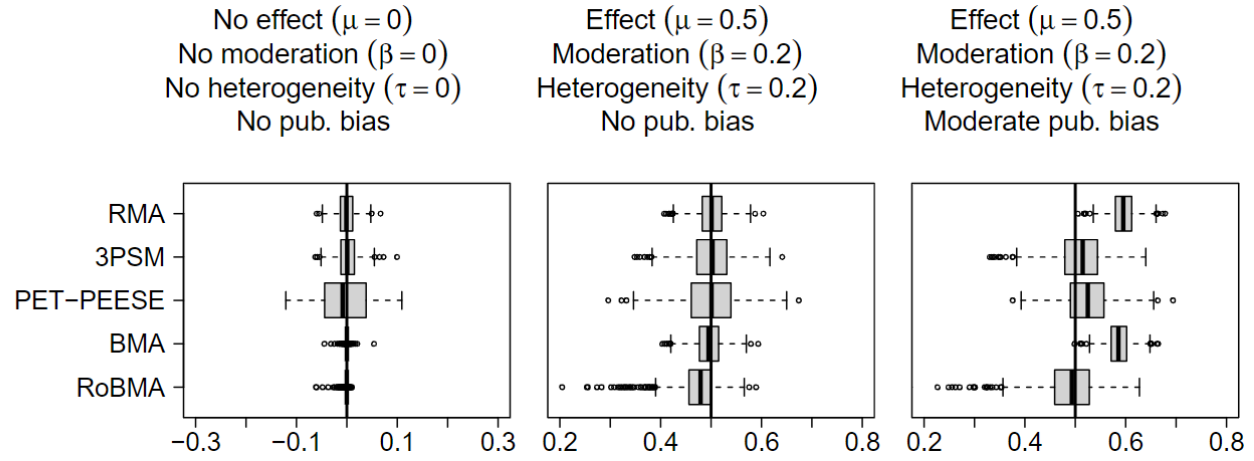 No effect (μ = 0)
No moderation (β = 0)
No heterogeneity (τ = 0)
No pub. bias
Effect (μ = 0.5)
Moderation (β = 0.2)
Heterogeneity (τ = 0.2)
No pub. bias
Effect (μ = 0.5)
Moderation (β = 0.2)
Heterogeneity (τ = 0.2)
Moderate pub. bias
RMA
3PSM
PET−PEESE
BMA
RoBMA
−0.3 −0.1 0.1 0.3
0.2 0.4 0.6 0.8
0.2 0.4 0.6 0.8